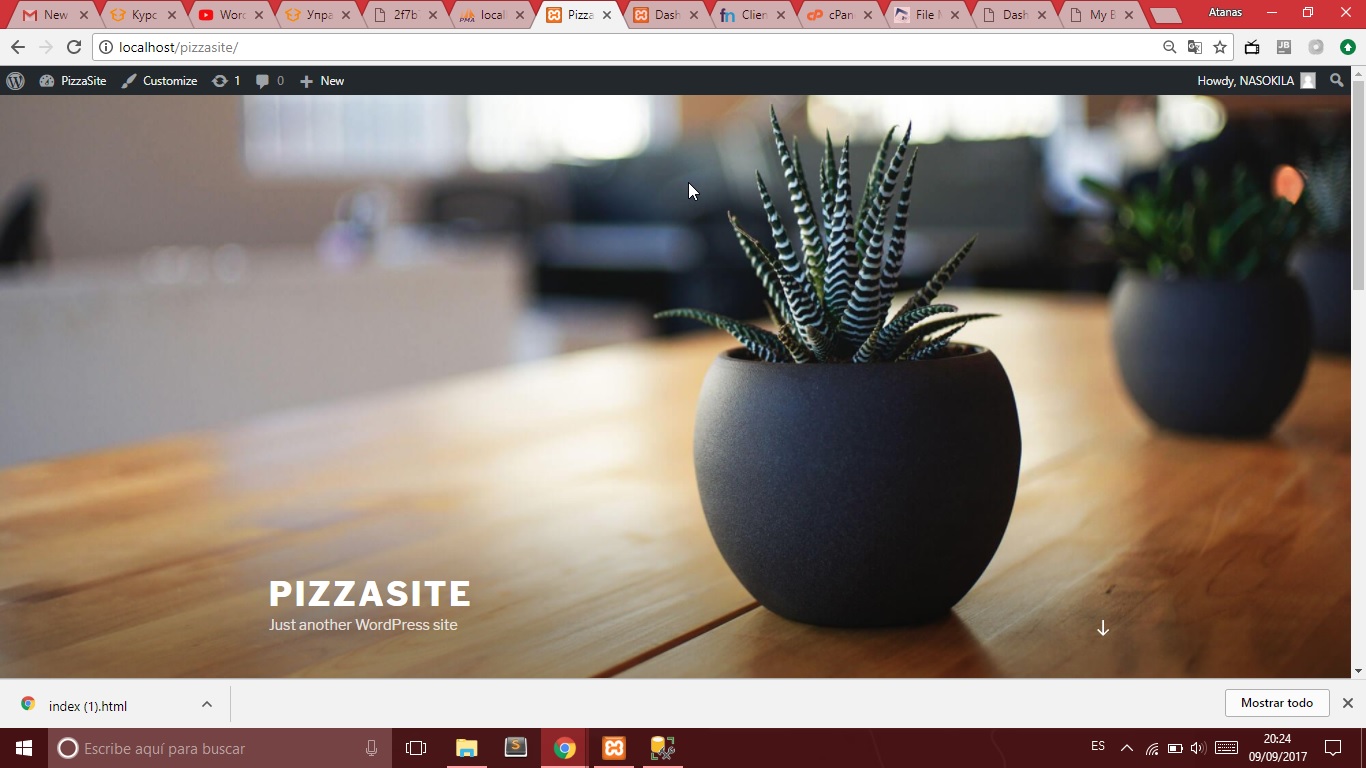 New
Курс
Word
Упра
2f7b
local
Pizza
Dash
Clien
cPan
File M
Dash
My B
Atanas
localhost/pizzasite/
PizzaSite
Customize
1
0
New
Howdy, NASOKILA
PIZZASITE
Just another WordPress site
index (1).html
Mostrar todo
Escribe aquí para buscar
ES
20:24
09/09/2017